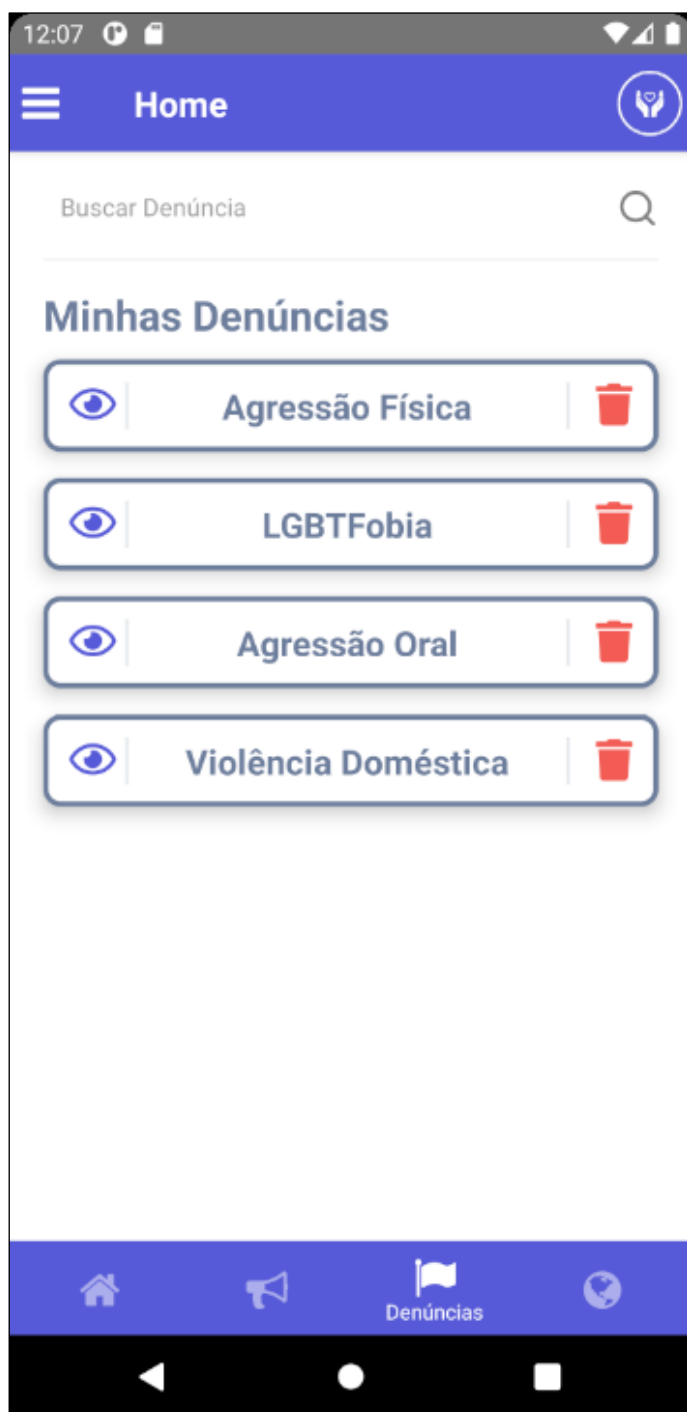 12:07
Home
Buscar Denúncia
Minhas Denúncias
Agressão Física
LGBTFobia
Agressão Oral
Violência Doméstica
Denúncias